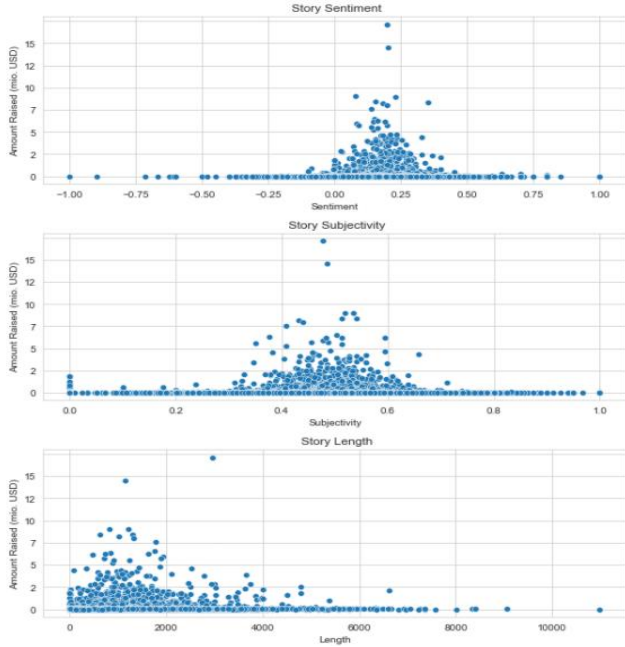 Story Sentiment
Amount Raised (mio. USD)
15
12
10
7
5
2
0
−1.00 −0.75 −0.50 −0.25 0.00 0.25 0.50 0.75 1.00
Sentiment
Story Subjectivity
Amount Raised (mio. USD)
15
12
10
7
5
2
0
0.0 0.2 0.4 0.6 0.8 1.0
Subjectivity
Story Length
Amount Raised (mio. USD)
15
12
10
7
5
2
0
0 2000 4000 6000 8000 10000
Length